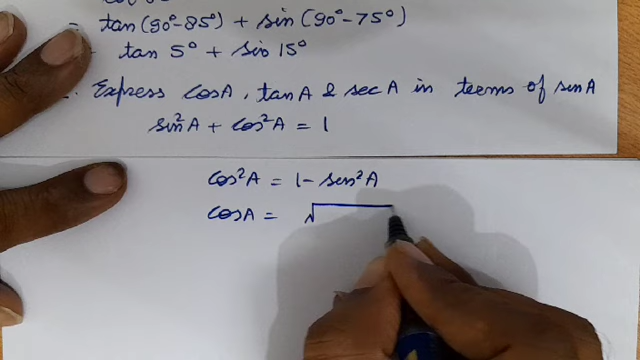 = tan (90°-85°) + sin (90°-75°)
tan 5° + sin 15°
Express cosA, tanA & secA in terms of sinA
sin²A + cos²A = 1
cos²A = 1 - sin²A
cosA = √